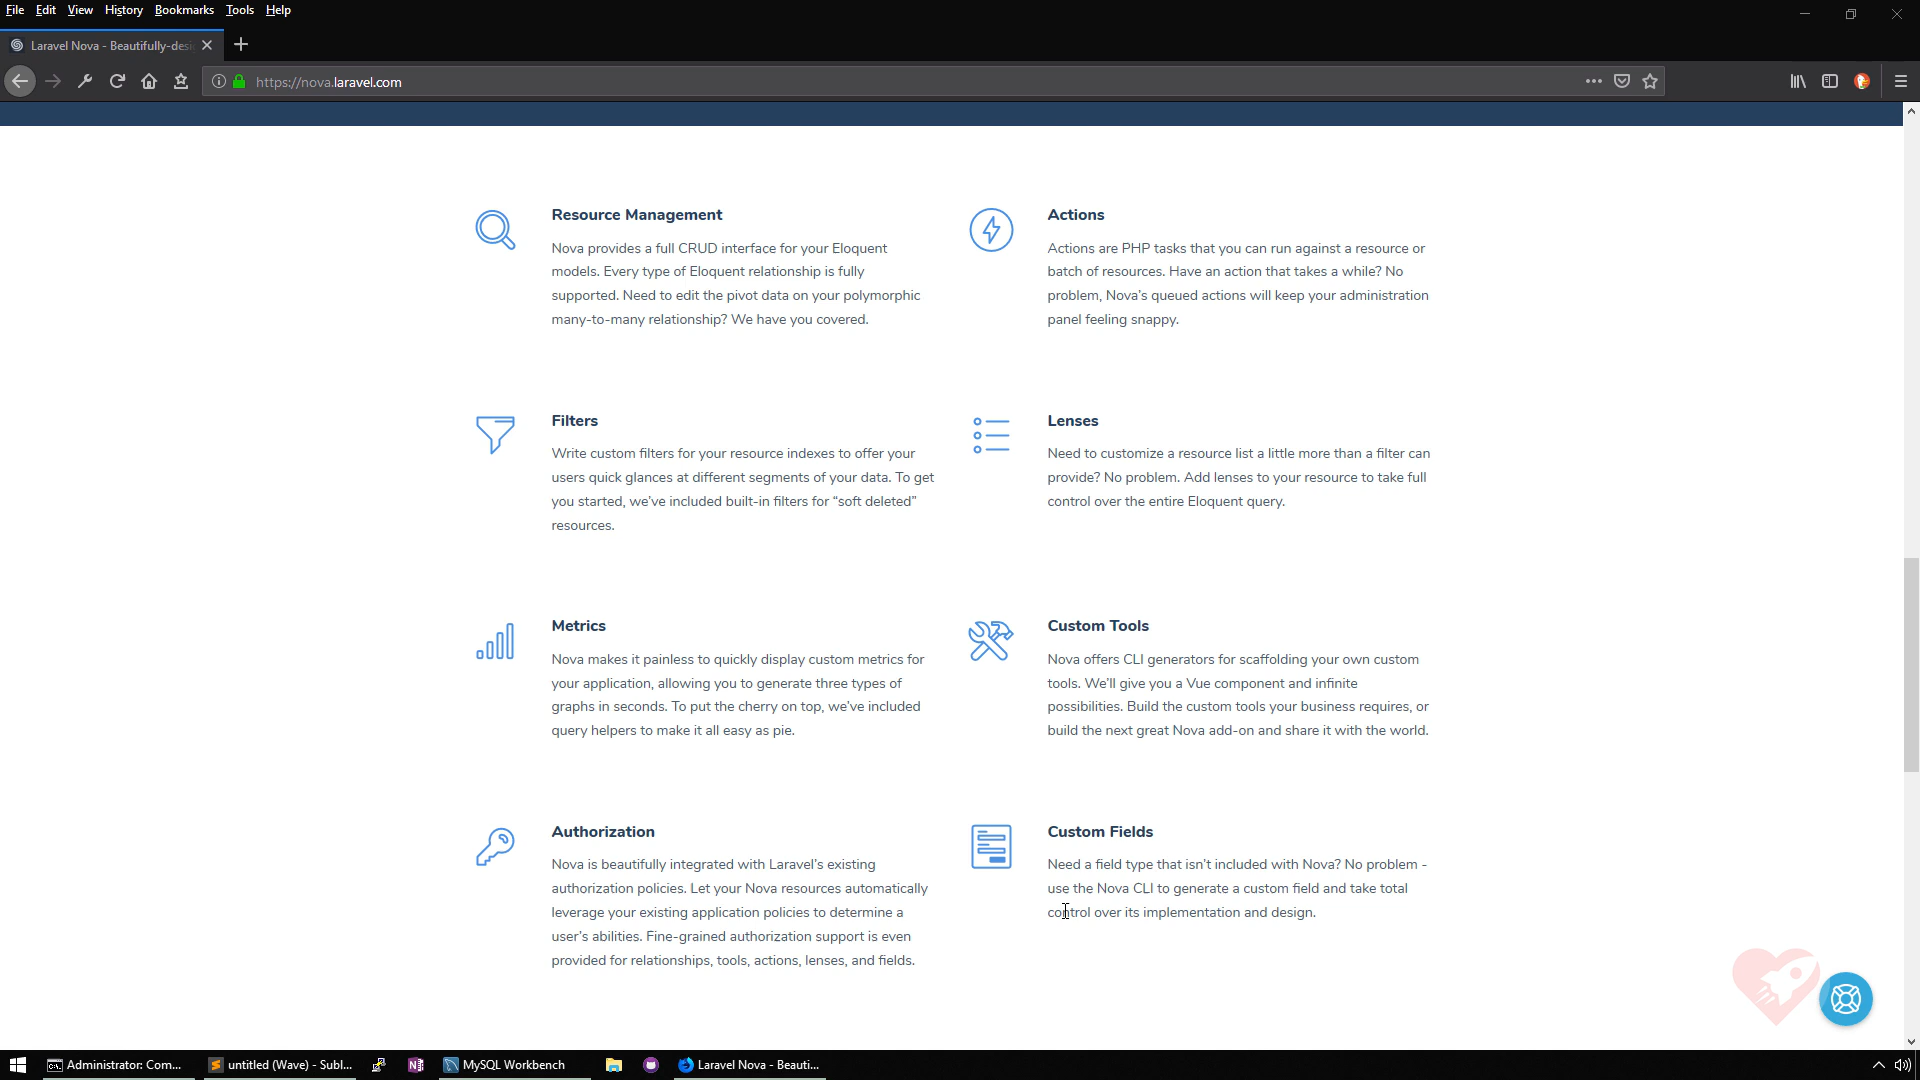 File Edit View History Bookmarks Tools Help
Laravel Nova - Beautifully-desi
https://nova.laravel.com
Resource Management
Nova provides a full CRUD interface for your Eloquent
models. Every type of Eloquent relationship is fully
supported. Need to edit the pivot data on your polymorphic
many-to-many relationship? We have you covered.
Actions
Actions are PHP tasks that you can run against a resource or
batch of resources. Have an action that takes a while? No
problem, Nova's queued actions will keep your administration
panel feeling snappy.
Filters
Write custom filters for your resource indexes to offer your
users quick glances at different segments of your data. To get
you started, we've included built-in filters for “soft deleted”
resources.
Lenses
Need to customize a resource list a little more than a filter can
provide? No problem. Add lenses to your resource to take full
control over the entire Eloquent query.
Metrics
Nova makes it painless to quickly display custom metrics for
your application, allowing you to generate three types of
graphs in seconds. To put the cherry on top, we've included
query helpers to make it all easy as pie.
Custom Tools
Nova offers CLI generators for scaffolding your own custom
tools. We'll give you a Vue component and infinite
possibilities. Build the custom tools your business requires, or
build the next great Nova add-on and share it with the world.
Authorization
Nova is beautifully integrated with Laravel's existing
authorization policies. Let your Nova resources automatically
leverage your existing application policies to determine a
user's abilities. Fine-grained authorization support is even
provided for relationships, tools, actions, lenses, and fields.
Custom Fields
Need a field type that isn't included with Nova? No problem -
use the Nova CLI to generate a custom field and take total
control over its implementation and design.
Administrator: Com... untitled (Wave) - Subl... MySQL Workbench Laravel Nova - Beauti...